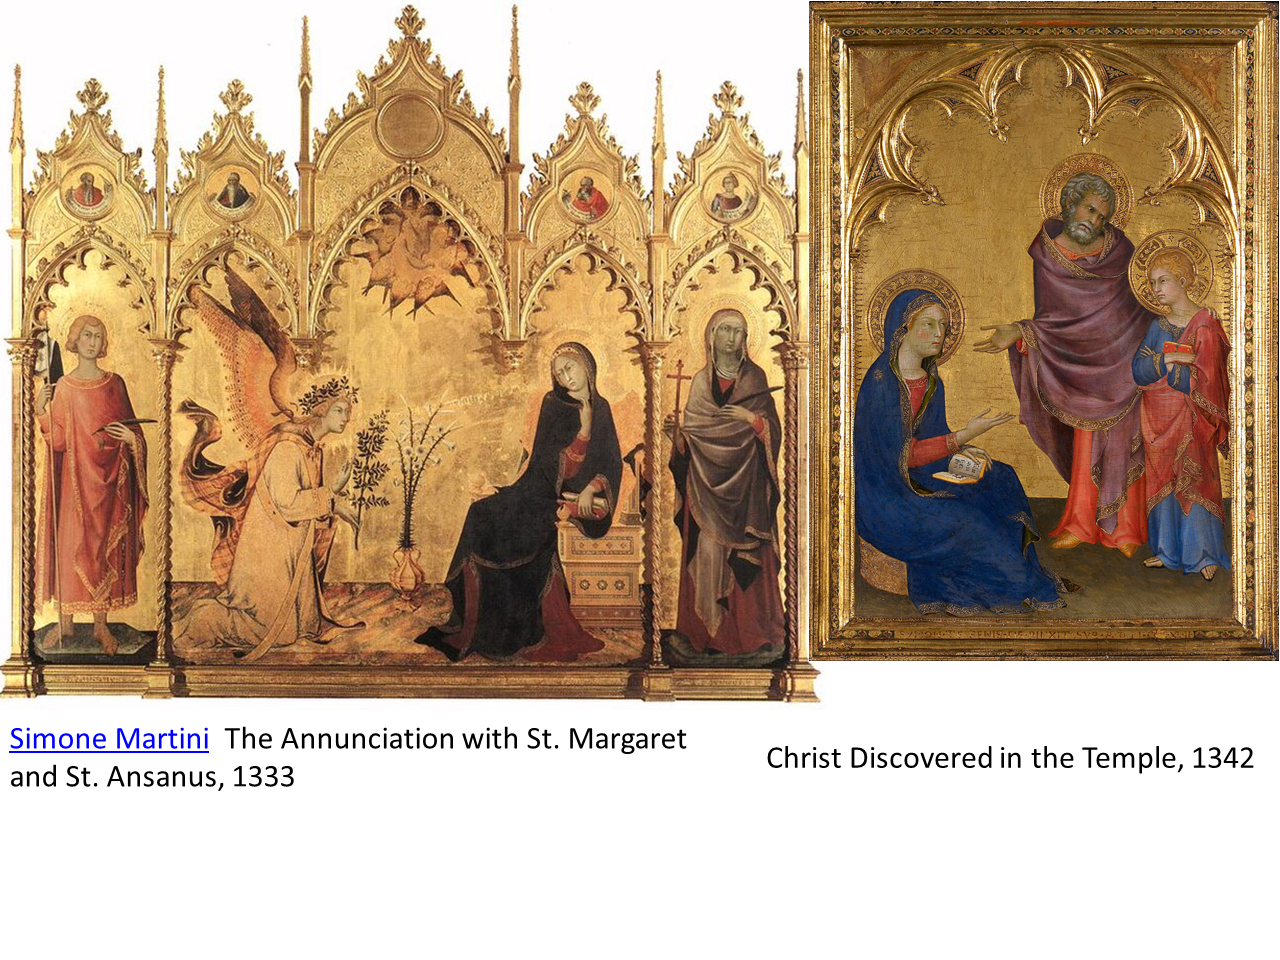 Simone Martini The Annunciation with St. Margaret
and St. Ansanus, 1333
Christ Discovered in the Temple, 1342